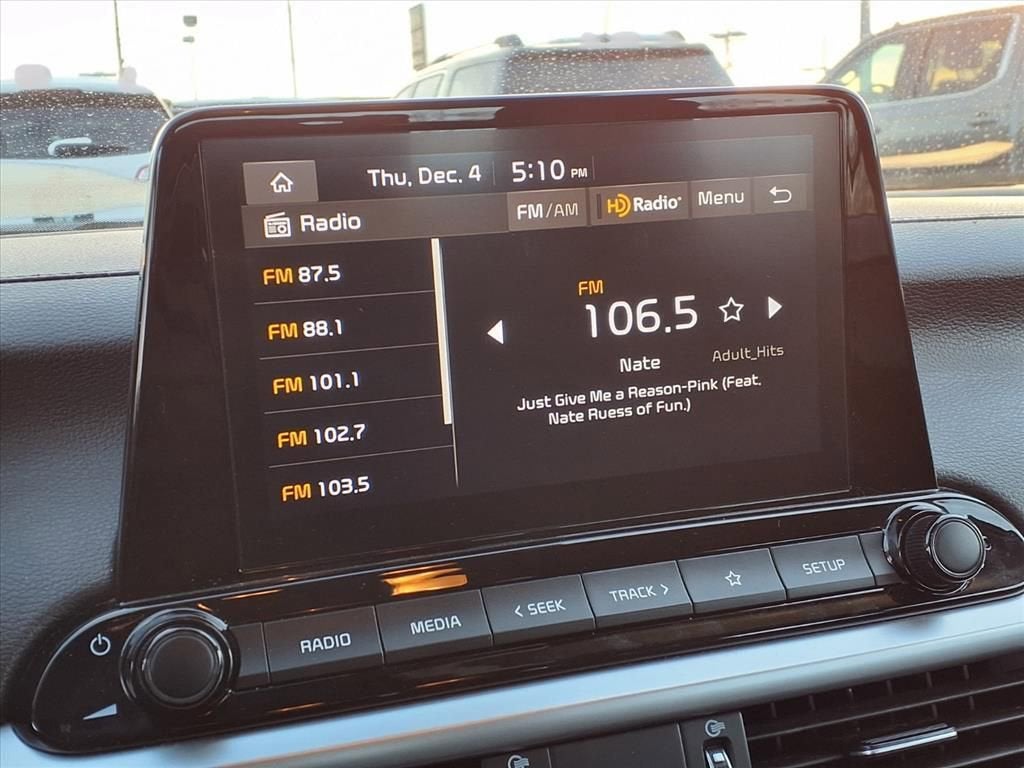 Thu, Dec. 4 5:10 PM
Radio FM/AM HD Radio Menu
FM 87.5
FM 88.1
FM 101.1
FM 102.7
FM 103.5
FM
106.5
Nate Adult_Hits
Just Give Me a Reason-Pink (Feat.
Nate Ruess of Fun.)
RADIO MEDIA < SEEK TRACK > SETUP